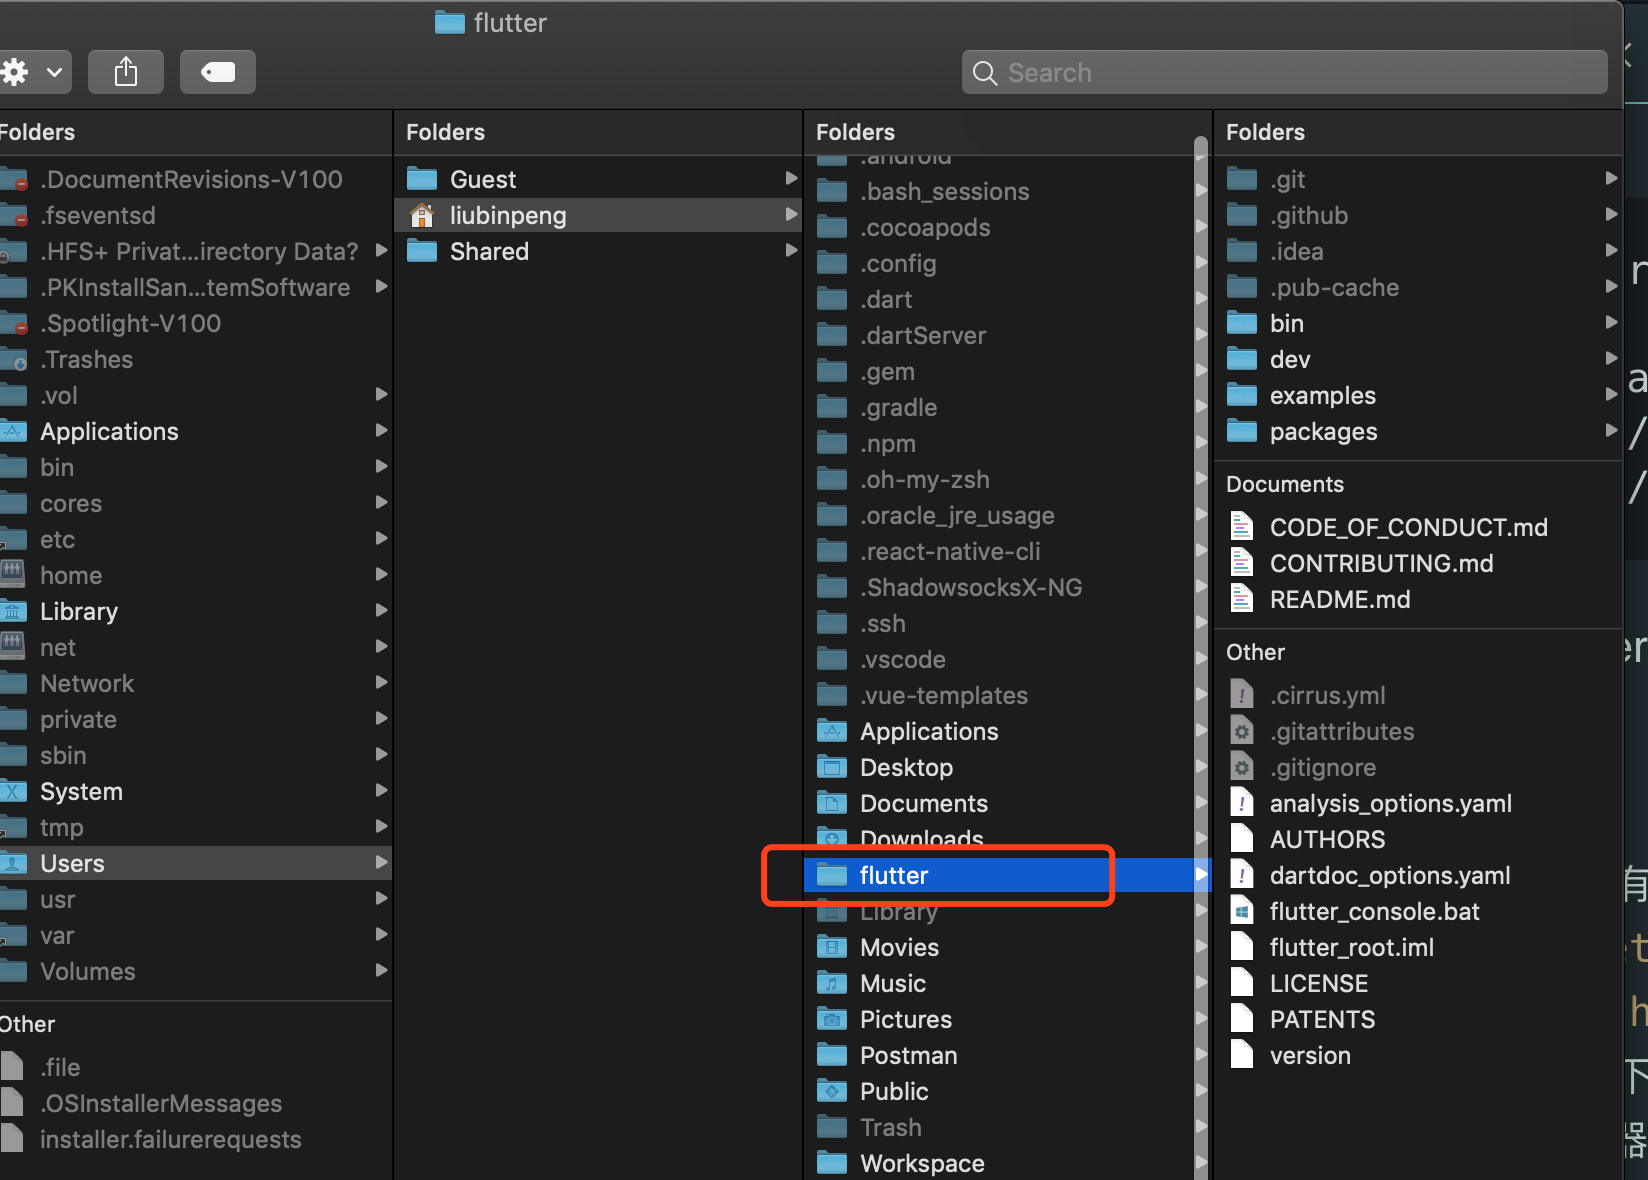 flutter
Search
Folders
.DocumentRevisions-V100
.fseventsd
.HFS+ Privat...irectory Data?
.PKInstallSan...temSoftware
.Spotlight-V100
.Trashes
.vol
Applications
bin
cores
etc
home
Library
net
Network
private
sbin
System
tmp
Users
usr
var
Volumes
Other
.file
.OSInstallerMessages
installer.failurerequests
Folders
Guest
liubinpeng
Shared
Folders
.android
.bash_sessions
.cocoapods
.config
.dart
.dartServer
.gem
.gradle
.npm
.oh-my-zsh
.oracle_jre_usage
.react-native-cli
.ShadowsocksX-NG
.ssh
.vscode
.vue-templates
Applications
Desktop
Documents
Downloads
flutter
Library
Movies
Music
Pictures
Postman
Public
Trash
Workspace
Folders
.git
.github
.idea
.pub-cache
bin
dev
examples
packages
Documents
CODE_OF_CONDUCT.md
CONTRIBUTING.md
README.md
Other
.cirrus.yml
.gitattributes
.gitignore
analysis_options.yaml
AUTHORS
dartdoc_options.yaml
flutter_console.bat
flutter_root.iml
LICENSE
PATENTS
version